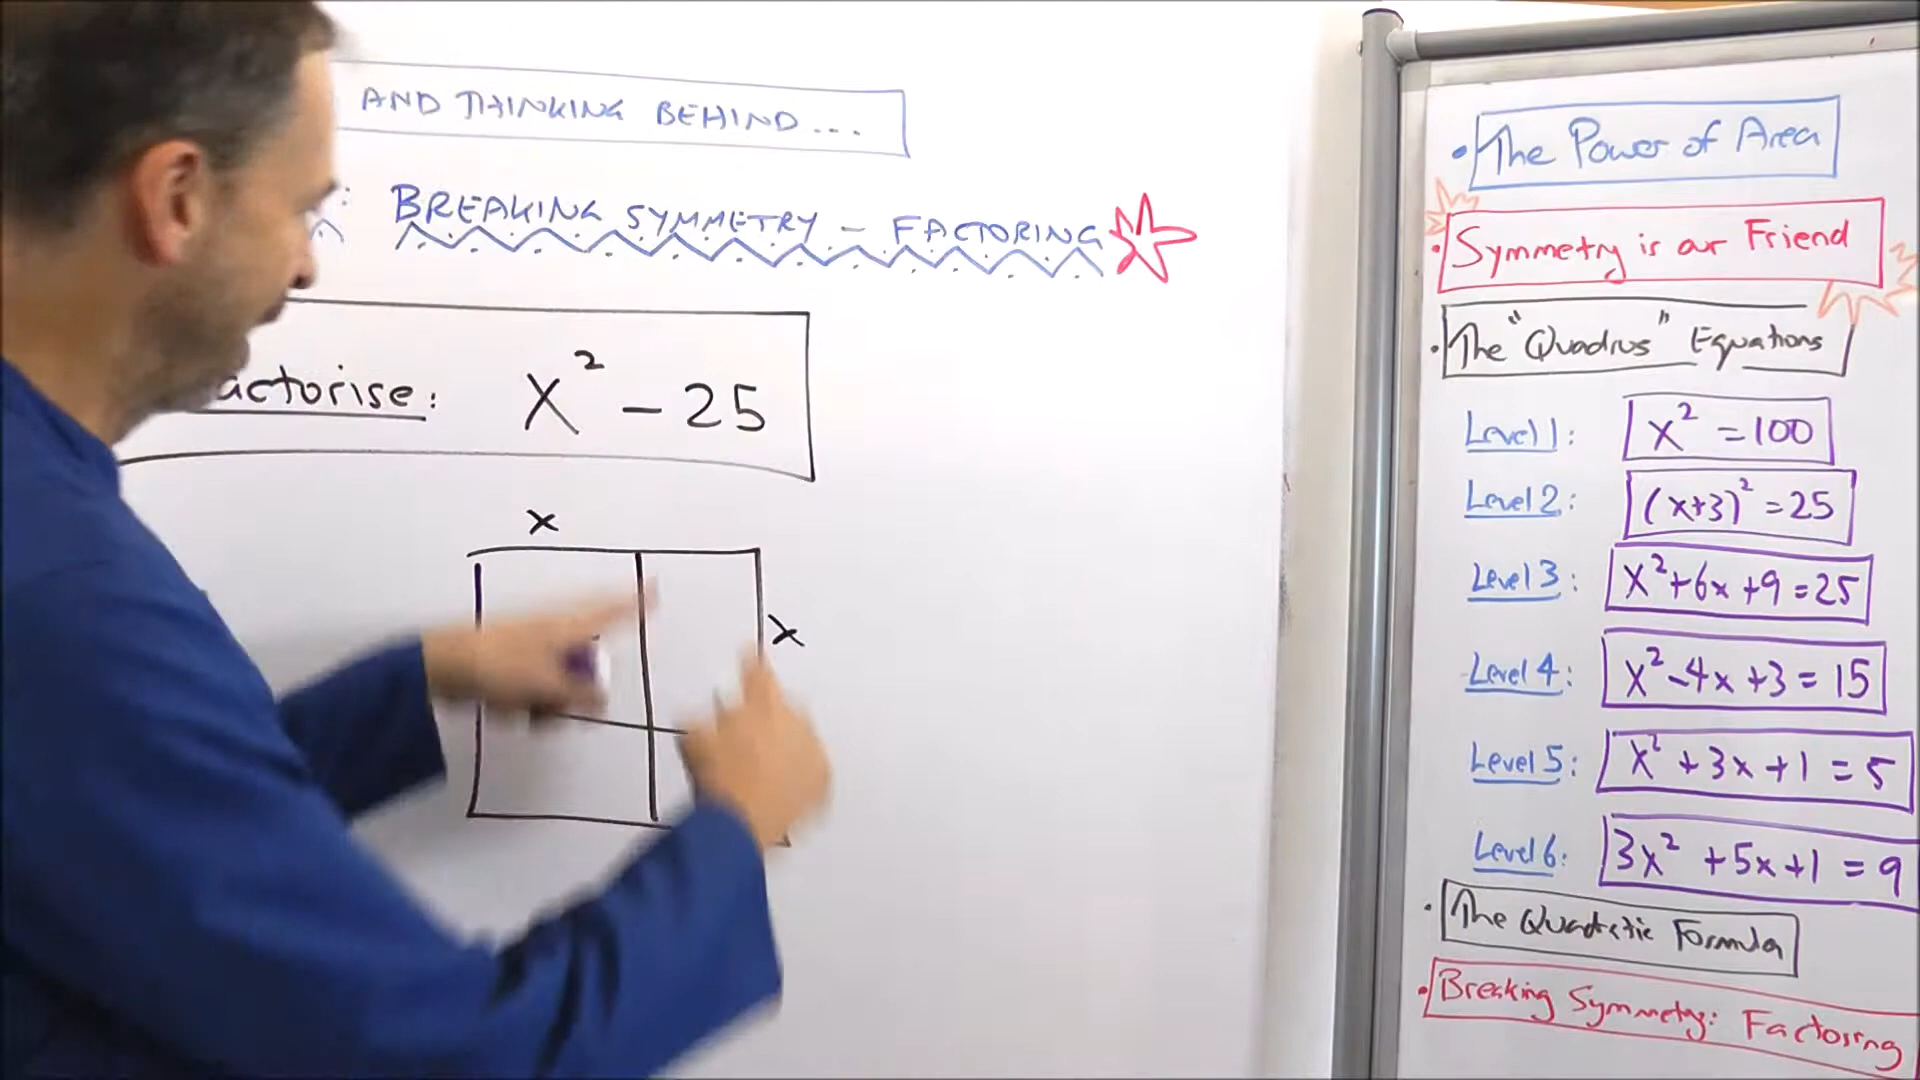 AND THINKING BEHIND...
: BREAKING SYMMETRY – FACTORING
actorise: X² – 25
x
x
• The Power of Area
• Symmetry is our Friend
• The "Quadrus" Equations
Level 1: x² = 100
Level 2: (x+3)² = 25
Level 3: x²+6x+9=25
Level 4: x²-4x+3=15
Level 5: x²+3x+1=5
Level 6: 3x²+5x+1=9
• The Quadratic Formula
• Breaking Symmetry: Factoring